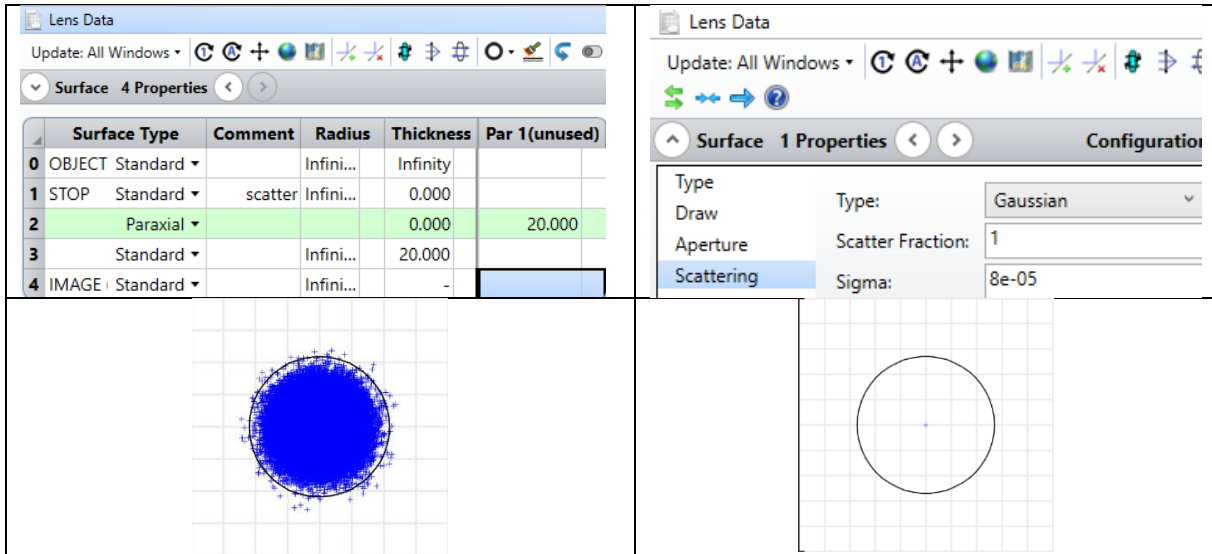 Lens Data
Update: All Windows
Surface 4 Properties
Surface Type Comment Radius Thickness Par 1(unused)
0 OBJECT Standard Infini... Infinity
1 STOP Standard scatter Infini... 0.000
2 Paraxial 0.000 20.000
3 Standard Infini... 20.000
4 IMAGE Standard Infini... -
Lens Data
Update: All Windows
Surface 1 Properties Configuration
Type
Draw
Aperture
Scattering
Type: Gaussian
Scatter Fraction: 1
Sigma: 8e-05